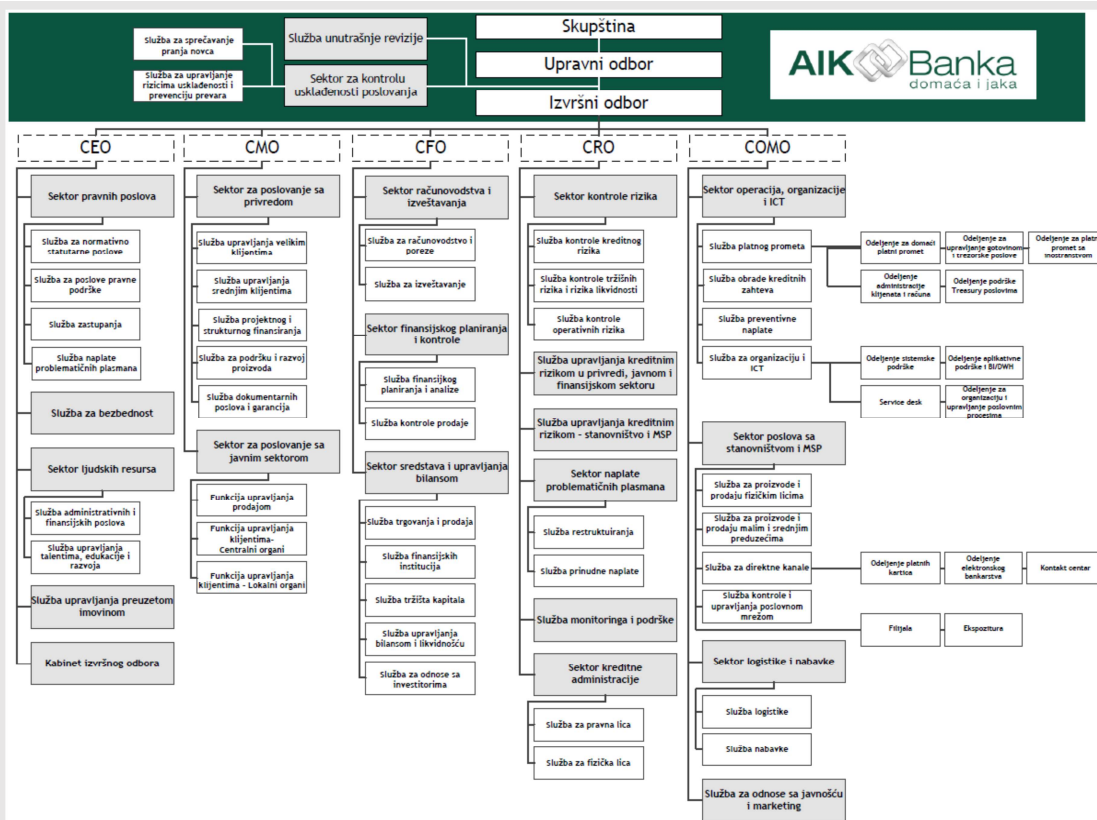 Skupština
Služba za sprečavanje
pranja novca
Služba unutrašnje revizije
Upravni odbor
Služba za upravljanje
rizicima usklađenosti i
prevenciju prevara
Sektor za kontrolu
usklađenosti poslovanja
Izvršni odbor
AIK Banka
domaća i jaka
CEO
CMO
CFO
CRO
COMO
Sektor pravnih poslova
Služba za normativno
statutarne poslove
Služba za poslove pravne
podrške
Služba zastupanja
Služba naplate
problematičnih plasmana
Služba za bezbednost
Sektor ljudskih resursa
Služba administrativnih i
finansijskih poslova
Služba upravljanja
talentima, edukacije i
razvoja
Služba upravljanja preuzetom
imovinom
Kabinet izvršnog odbora
Sektor za poslovanje sa
privredom
Služba upravljanja velikim
klijentima
Služba upravljanja
srednjim klijentima
Služba projektnog i
strukturnog finansiranja
Služba za podršku i razvoj
proizvoda
Služba dokumentarnih
poslova i garancija
Sektor za poslovanje sa
javnim sektorom
Funkcija upravljanja
prodajom
Funkcija upravljanja
klijentima-
Centralni organi
Funkcija upravljanja
klijentima - Lokalni organi
Sektor računovodstva i
izveštavanja
Služba za računovodstvo i
poreze
Služba za izveštavanje
Sektor finansijskog planiranja
i kontrole
Služba finansijkog
planiranja i analize
Služba kontrole prodaje
Sektor sredstava i upravljanja
bilansom
Služba trgovanja i prodaja
Služba finansijskih
institucija
Služba tržišta kapitala
Služba upravljanja
bilansom i likvidnošću
Služba za odnose sa
investitorima
Sektor kontrole rizika
Služba kontrole kreditnog
rizika
Služba kontrole tržišnih
rizika i rizika likvidnosti
Služba kontrole
operativnih rizika
Služba upravljanja kreditnim
rizikom u privredi, javnom i
finansijskom sektoru
Služba upravljanja kreditnim
rizikom - stanovništvo i MSP
Sektor naplate
problematičnih plasmana
Služba restruktuiranja
Služba prinudne naplate
Služba monitoringa i podrške
Sektor kreditne
administracije
Služba za pravna lica
Služba za fizička lica
Sektor operacija, organizacije
i ICT
Služba platnog prometa
Odeljenje za domaći
platni promet
Odeljenje za
upravljanje gotovinom
i trezorske poslove
Odeljenje za platni
promet sa
inostranstvom
Odeljenje
administracije
klijenata i računa
Odeljenje podrške
Treasury poslovima
Služba obrade kreditnih
zahteva
Služba preventivne
naplate
Služba za organizaciju i
ICT
Odeljenje sistemske
podrške
Odeljenje aplikativne
podrške i BI/DWH
Service desk
Odeljenje za
organizaciju i
upravljanje poslovnim
procesima
Sektor poslova sa
stanovništvom i MSP
Služba za proizvode i
prodaju fizičkim licima
Služba za proizvode i
prodaju malim i srednjim
preduzećima
Služba za direktne kanale
Odeljenje platnih
kartica
Odeljenje
elektronskog
bankarstva
Kontakt centar
Služba kontrole i
upravljanja poslovnom
mrežom
Filijala
Ekspozitura
Sektor logistike i nabavke
Služba logistike
Služba nabavke
Služba za odnose sa javnošću
i marketing